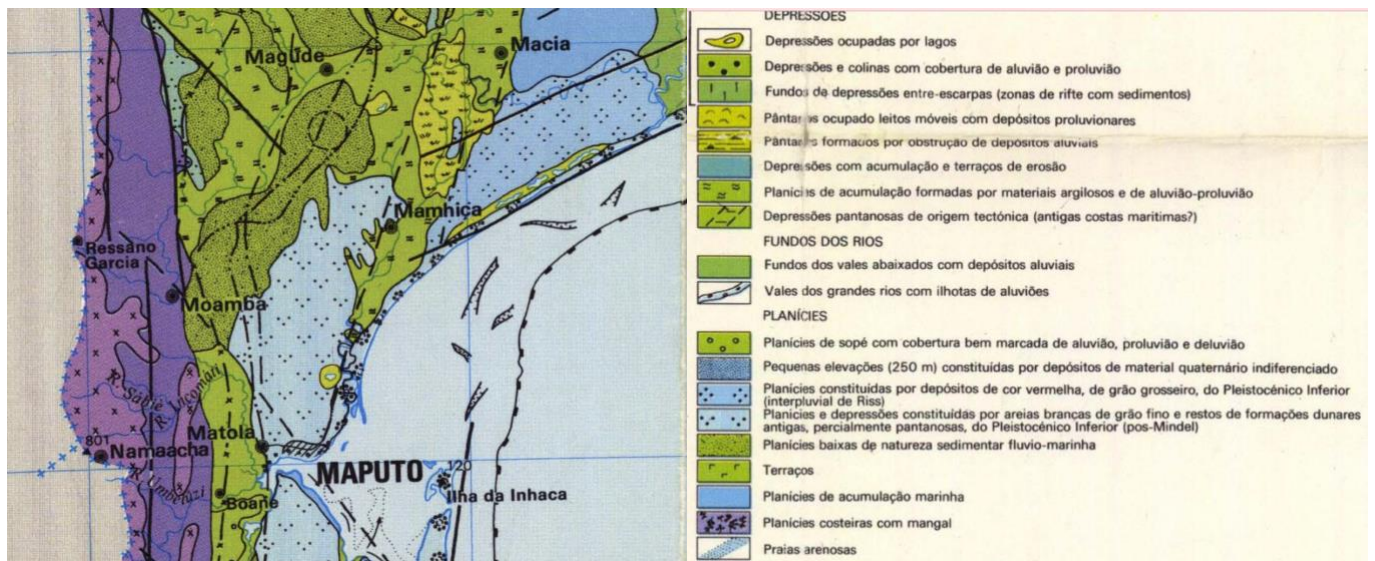 Magude
Macia
Mamhiça
Ressano
Garcia
Moamba
R. Sábiè
R. Incomáti
Matola
801
Namaacha
MAPUTO
120
R. Umbeluzi
Ilha da Inhaca
Boane
DEPRESSÕES
Depressões ocupadas por lagos
Depressões e colinas com cobertura de aluvião e proluvião
Fundos de depressões entre-escarpas (zonas de rifte com sedimentos)
Pântanos ocupado leitos móveis com depósitos proluvionares
Pântanos formados por obstrução de depósitos aluviais
Depressões com acumulação e terraços de erosão
Planícies de acumulação formadas por materiais argilosos e de aluvião-proluvião
Depressões pantanosas de origem tectónica (antigas costas marítimas?)
FUNDOS DOS RIOS
Fundos dos vales abaixados com depósitos aluviais
Vales dos grandes rios com ilhotas de aluviões
PLANÍCIES
Planícies de sopé com cobertura bem marcada de aluvião, proluvião e deluvião
Pequenas elevações (250 m) constituídas por depósitos de material quaternário indiferenciado
Planícies constituídas por depósitos de cor vermelha, de grão grosseiro, do Pleistocénico Inferior
(interpluvial de Riss)
Planícies e depressões constituídas por areias brancas de grão fino e restos de formações dunares
antigas, percialmente pantanosas, do Pleistocénico Inferior (pos-Mindel)
Planícies baixas de natureza sedimentar fluvio-marinha
Terraços
Planícies de acumulação marinha
Planícies costeiras com mangal
Praias arenosas